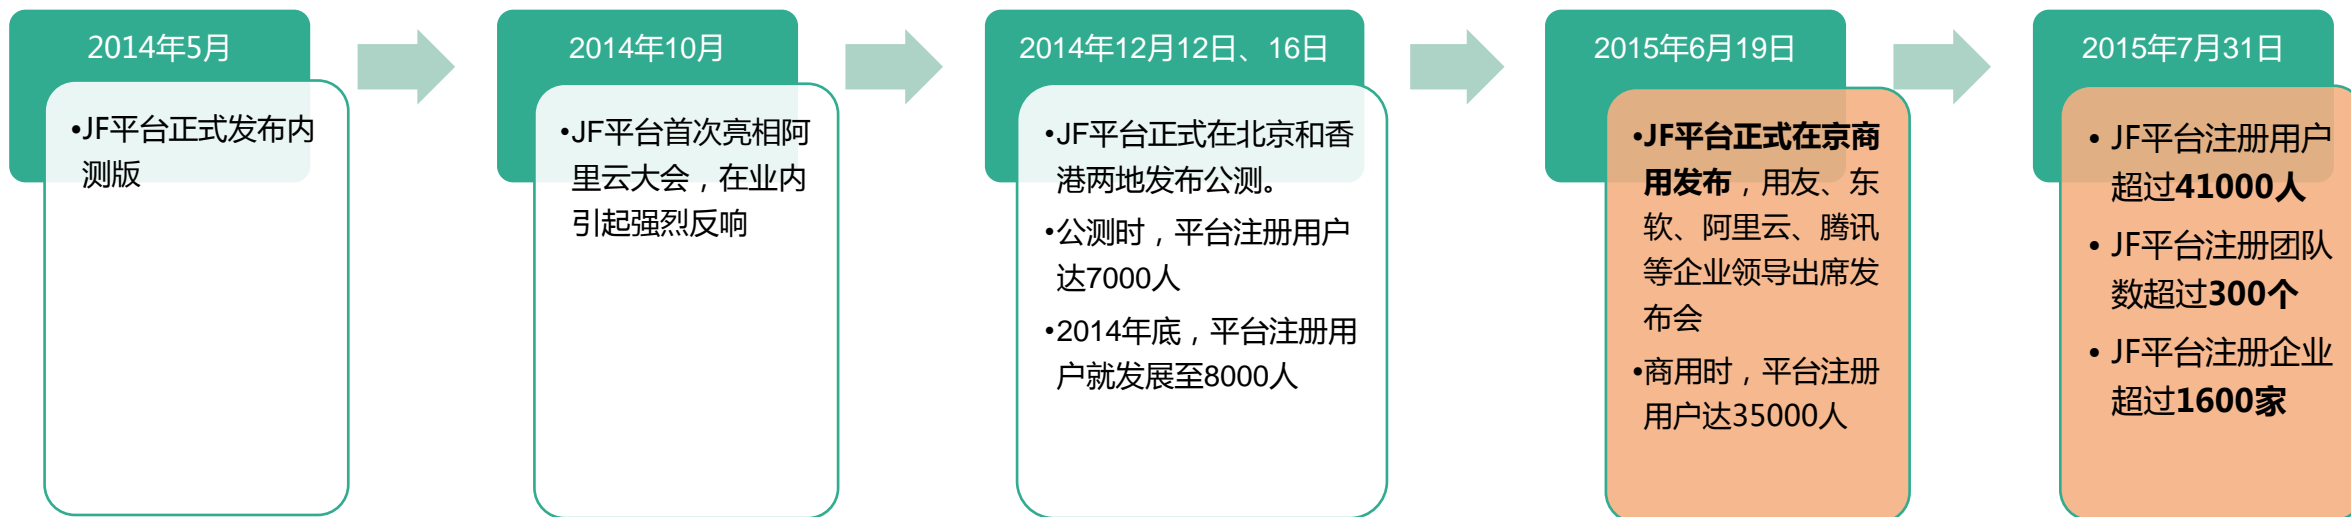 2014年5月
•JF平台正式发布内
测版
2014年10月
•JF平台首次亮相阿
里云大会，在业内
引起强烈反响
2014年12月12日、16日
•JF平台正式在北京和香
港两地发布公测。
•公测时，平台注册用户
达7000人
•2014年底，平台注册用
户就发展至8000人
2015年6月19日
•JF平台正式在京商
用发布，用友、东
软、阿里云、腾讯
等企业领导出席发
布会
•商用时，平台注册
用户达35000人
2015年7月31日
• JF平台注册用户
超过41000人
• JF平台注册团队
数超过300个
• JF平台注册企业
超过1600家